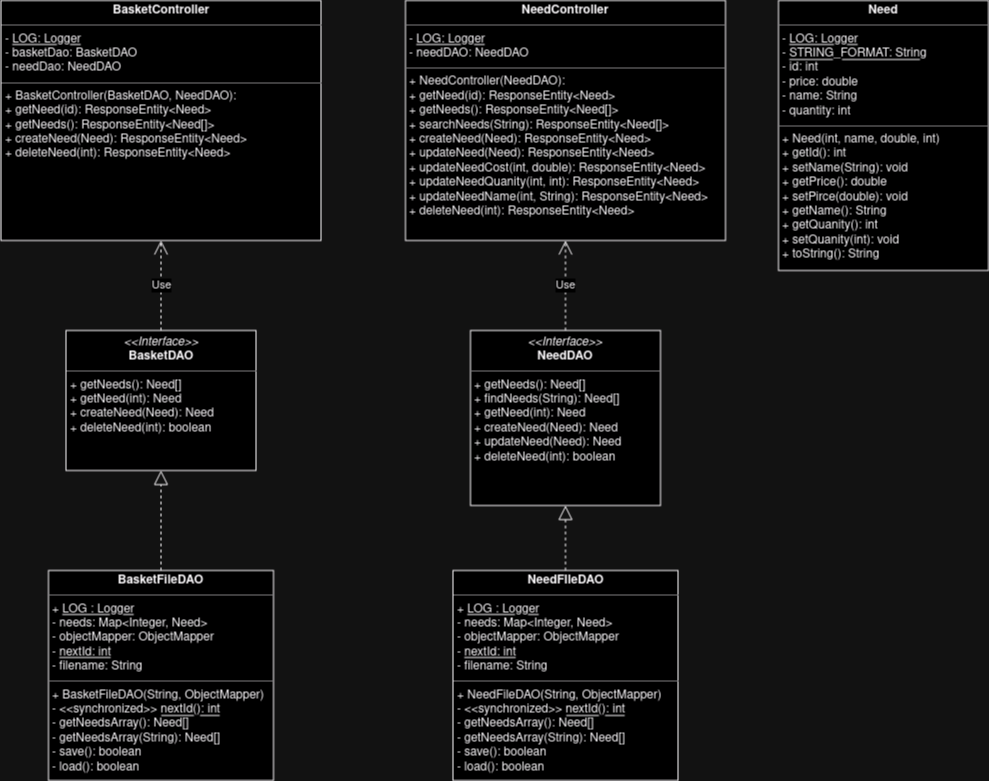 BasketController
- LOG: Logger
- basketDao: BasketDAO
- needDao: NeedDAO
+ BasketController(BasketDAO, NeedDAO):
+ getNeed(id): ResponseEntity<Need>
+ getNeeds(): ResponseEntity<Need[]>
+ createNeed(Need): ResponseEntity<Need>
+ deleteNeed(int): ResponseEntity<Need>
Use
<<Interface>>
BasketDAO
+ getNeeds(): Need[]
+ getNeed(int): Need
+ createNeed(Need): Need
+ deleteNeed(int): boolean
BasketFileDAO
+ LOG : Logger
- needs: Map<Integer, Need>
- objectMapper: ObjectMapper
- nextId: int
- filename: String
+ BasketFileDAO(String, ObjectMapper)
- <<synchronized>> nextId(): int
- getNeedsArray(): Need[]
- getNeedsArray(String): Need[]
- save(): boolean
- load(): boolean
NeedController
- LOG: Logger
- needDAO: NeedDAO
+ NeedController(NeedDAO):
+ getNeed(id): ResponseEntity<Need>
+ getNeeds(): ResponseEntity<Need[]>
+ searchNeeds(String): ResponseEntity<Need[]>
+ createNeed(Need): ResponseEntity<Need>
+ updateNeed(Need): ResponseEntity<Need>
+ updateNeedCost(int, double): ResponseEntity<Need>
+ updateNeedQuanity(int, int): ResponseEntity<Need>
+ updateNeedName(int, String): ResponseEntity<Need>
+ deleteNeed(int): ResponseEntity<Need>
Use
<<Interface>>
NeedDAO
+ getNeeds(): Need[]
+ findNeeds(String): Need[]
+ getNeed(int): Need
+ createNeed(Need): Need
+ updateNeed(Need): Need
+ deleteNeed(int): boolean
NeedFIleDAO
+ LOG : Logger
- needs: Map<Integer, Need>
- objectMapper: ObjectMapper
- nextId: int
- filename: String
+ NeedFileDAO(String, ObjectMapper)
- <<synchronized>> nextId(): int
- getNeedsArray(): Need[]
- getNeedsArray(String): Need[]
- save(): boolean
- load(): boolean
Need
- LOG: Logger
- STRING_FORMAT: String
- id: int
- price: double
- name: String
- quantity: int
+ Need(int, name, double, int)
+ getId(): int
+ setName(String): void
+ getPrice(): double
+ setPirce(double): void
+ getName(): String
+ getQuanity(): int
+ setQuanity(int): void
+ toString(): String